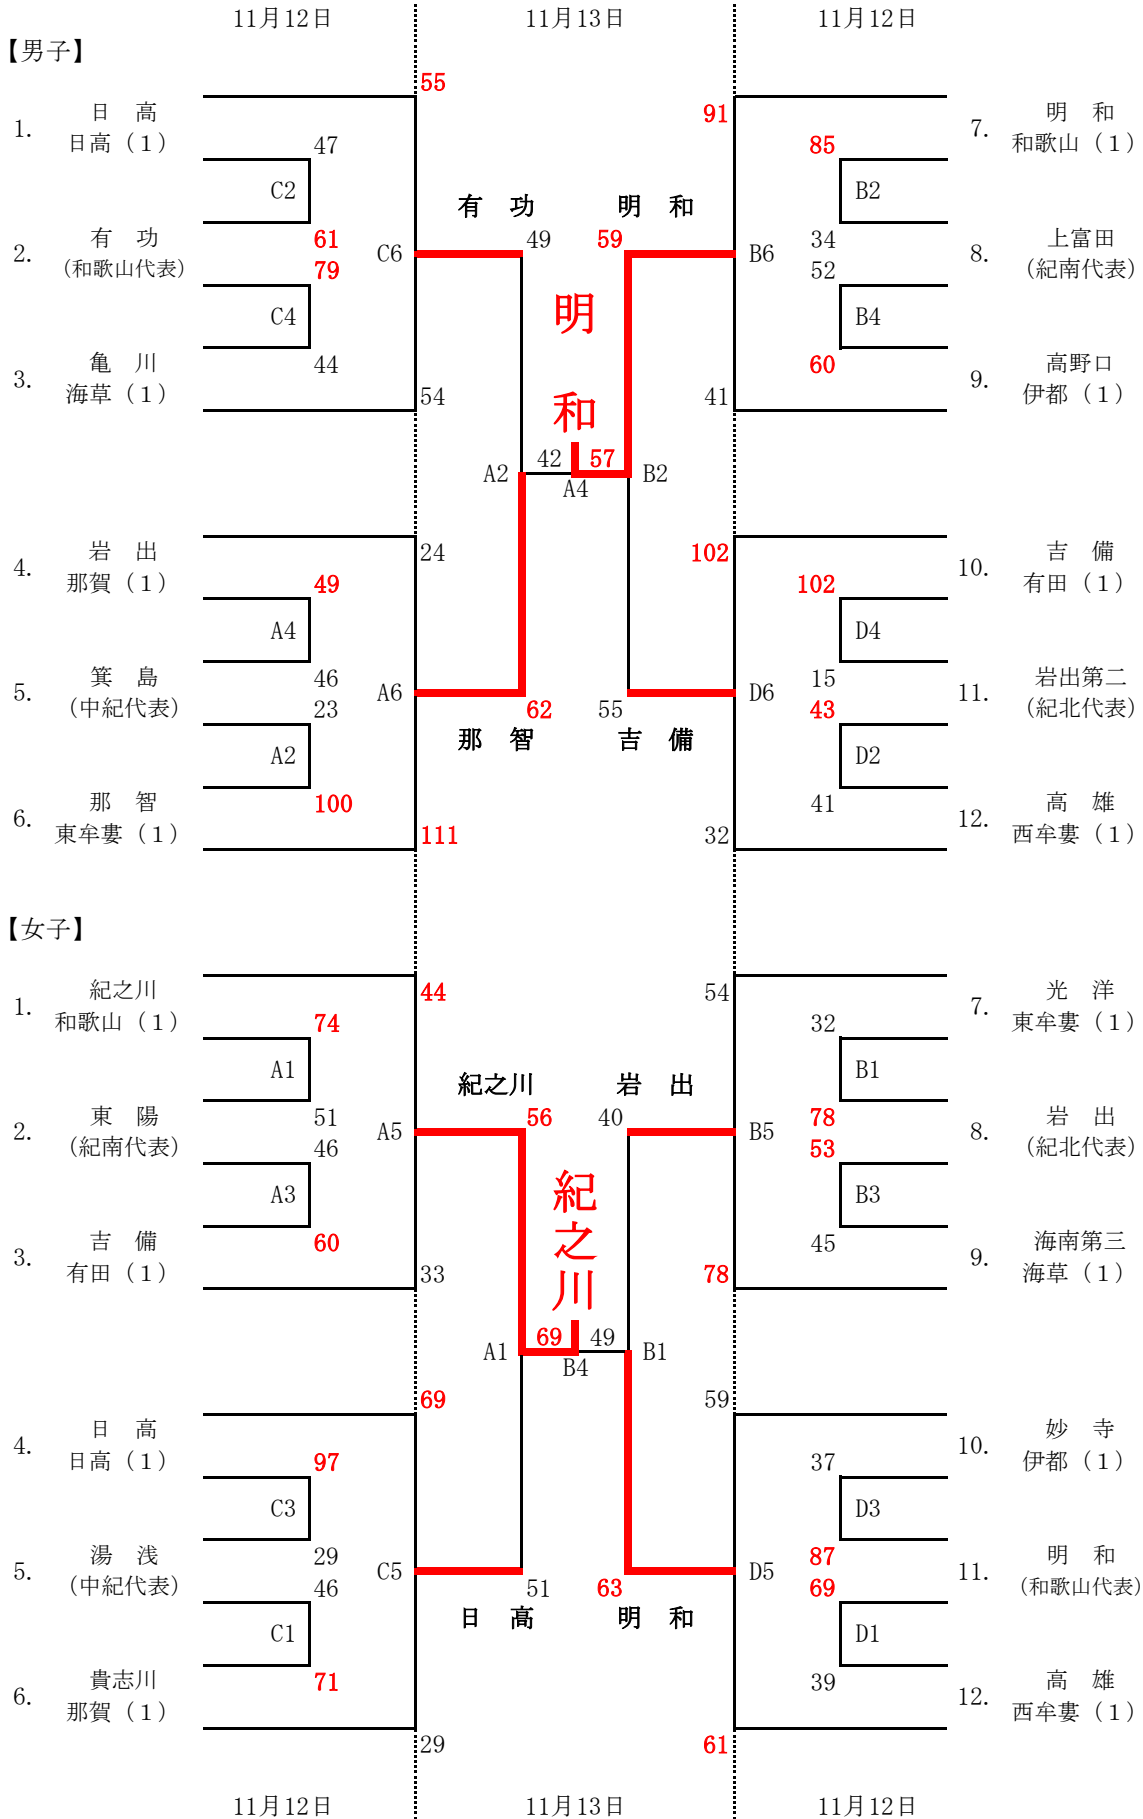 11月12日 11月13日 11月12日
【男子】
55
91
1. 日　高 7. 明　和
日高（１） 和歌山（１）
47 85
C2 B2
有　功 明　和
2. 有　功 61 C6 49 59 B6 34 8. 上富田
(和歌山代表) 79 52 (紀南代表)
C4 明 B4
3. 亀　川 44 60 9. 高野口
海草（１） 54 和 41 伊都（１）
A2 42 57 B2
A4
4. 岩　出 24 102 10. 吉　備
那賀（１） 49 102 有田（１）
A4 D4
5. 箕　島 46 A6 D6 15 11. 岩出第二
(中紀代表) 23 62 55 43 (紀北代表)
那　智 吉　備
A2 D2
6. 那　智 100 41 12. 高　雄
東牟婁（１） 111 32 西牟婁（１）
【女子】
1. 紀之川 44 54 7. 光　洋
和歌山（１） 74 32 東牟婁（１）
A1 B1
紀之川 岩　出
2. 東　陽 51 A5 56 40 B5 78 8. 岩　出
(紀南代表) 46 53 (紀北代表)
A3 紀之川 B3
3. 吉　備 60 45 9. 海南第三
有田（１） 33 78 海草（１）
A1 69 49 B1
B4
69 59
4. 日　高 10. 妙　寺
日高（１） 97 37 伊都（１）
C3 D3
5. 湯　浅 29 C5 D5 87 11. 明　和
(中紀代表) 46 51 63 69 (和歌山代表)
日　高 明　和
C1 D1
6. 貴志川 71 39 12. 高　雄
那賀（１） 西牟婁（１）
29 61
11月12日 11月13日 11月12日